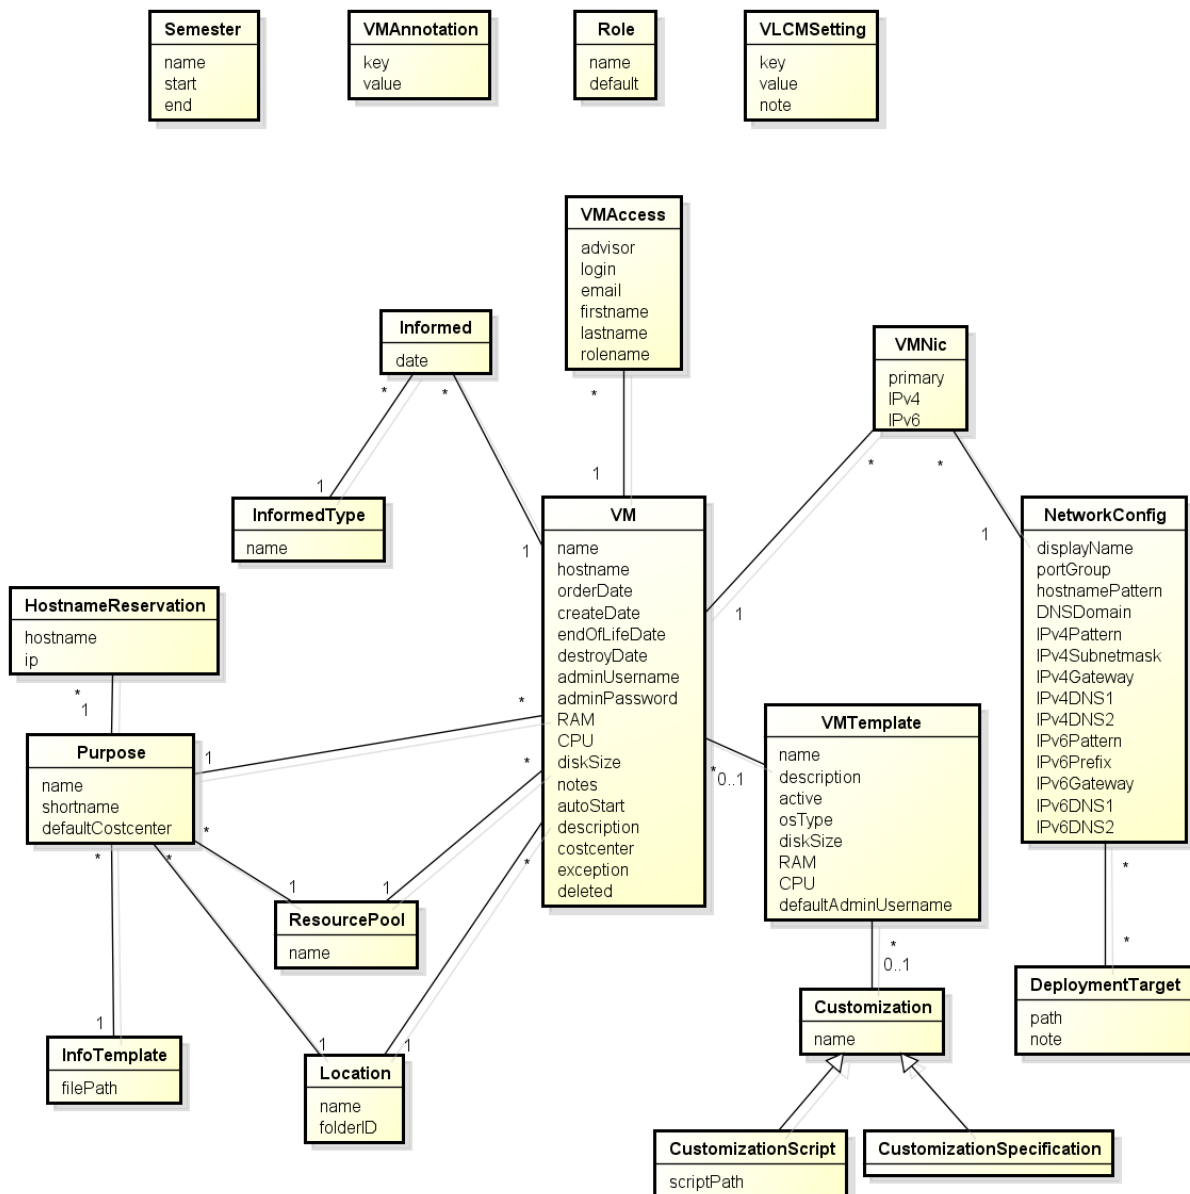 Semester
name
start
end
VMAnnotation
key
value
Role
name
default
VLCMSetting
key
value
note
VMAccess
advisor
login
email
firstname
lastname
rolename
Informed
date
VMNic
primary
IPv4
IPv6
*
*
*
*
*
1
1
InformedType
name
1
1
1
VM
name
hostname
orderDate
createDate
endOfLifeDate
destroyDate
adminUsername
adminPassword
RAM
CPU
diskSize
notes
autoStart
description
costcenter
exception
deleted
NetworkConfig
displayName
portGroup
hostnamePattern
DNSDomain
IPv4Pattern
IPv4Subnetmask
IPv4Gateway
IPv4DNS1
IPv4DNS2
IPv6Pattern
IPv6Prefix
IPv6Gateway
IPv6DNS1
IPv6DNS2
HostnameReservation
hostname
ip
*
1
*
1
Purpose
name
shortname
defaultCostcenter
*
*
0..1
VMTemplate
name
description
active
osType
diskSize
RAM
CPU
defaultAdminUsername
*
*
*
*
1
1
ResourcePool
name
*
*
*
0..1
1
1
1
InfoTemplate
filePath
Location
name
folderID
Customization
name
DeploymentTarget
path
note
CustomizationScript
scriptPath
CustomizationSpecification